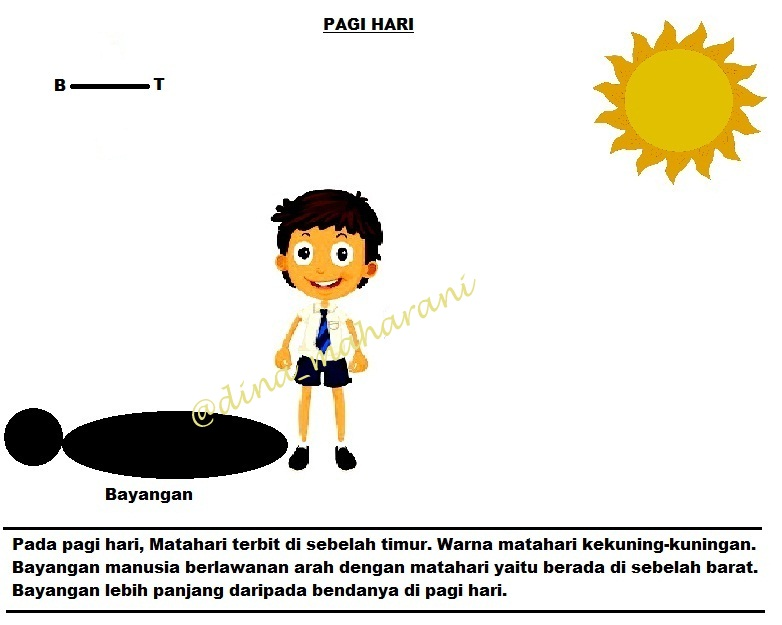 PAGI HARI
B T
@dina_maharani
Bayangan
Pada pagi hari, Matahari terbit di sebelah timur. Warna matahari kekuning-kuningan.
Bayangan manusia berlawanan arah dengan matahari yaitu berada di sebelah barat.
Bayangan lebih panjang daripada bendanya di pagi hari.